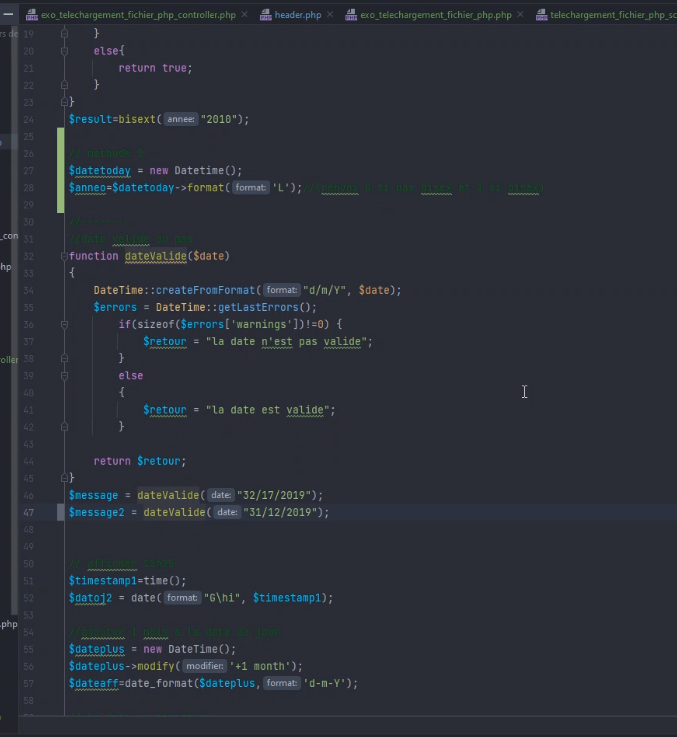 exo_telechargement_fichier_php_controller.php × header.php × exo_telechargement_fichier_php.php × telechargement_fichier_php_sc
19 }
20 else{
21 return true;
22 }
23 }
24 $result=bisext( annee: "2010");
25
26 //
27 $datetoday = new Datetime();
28 $anneo=$datetoday->format( format: 'L');//
29
30 //
31 //
32 function dateValide($date)
33 {
34 DateTime::createFromFormat( format: "d/m/Y", $date);
35 $errors = DateTime::getLastErrors();
36 if(sizeof($errors['warnings'])!=0) {
37 $retour = "la date n'est pas valide";
38 }
39 else
40 {
41 $retour = "la date est valide";
42 }
43
44 return $retour;
45 }
46 $message = dateValide( date: "32/17/2019");
47 $message2 = dateValide( date: "31/12/2019");
48
49
50 //
51 $timestamp1=time();
52 $datoj2 = date( format: "G\hi", $timestamp1);
53
54 //
55 $dateplus = new DateTime();
56 $dateplus->modify( modifier: '+1 month');
57 $dateaff=date_format($dateplus, format: 'd-m-Y');
58